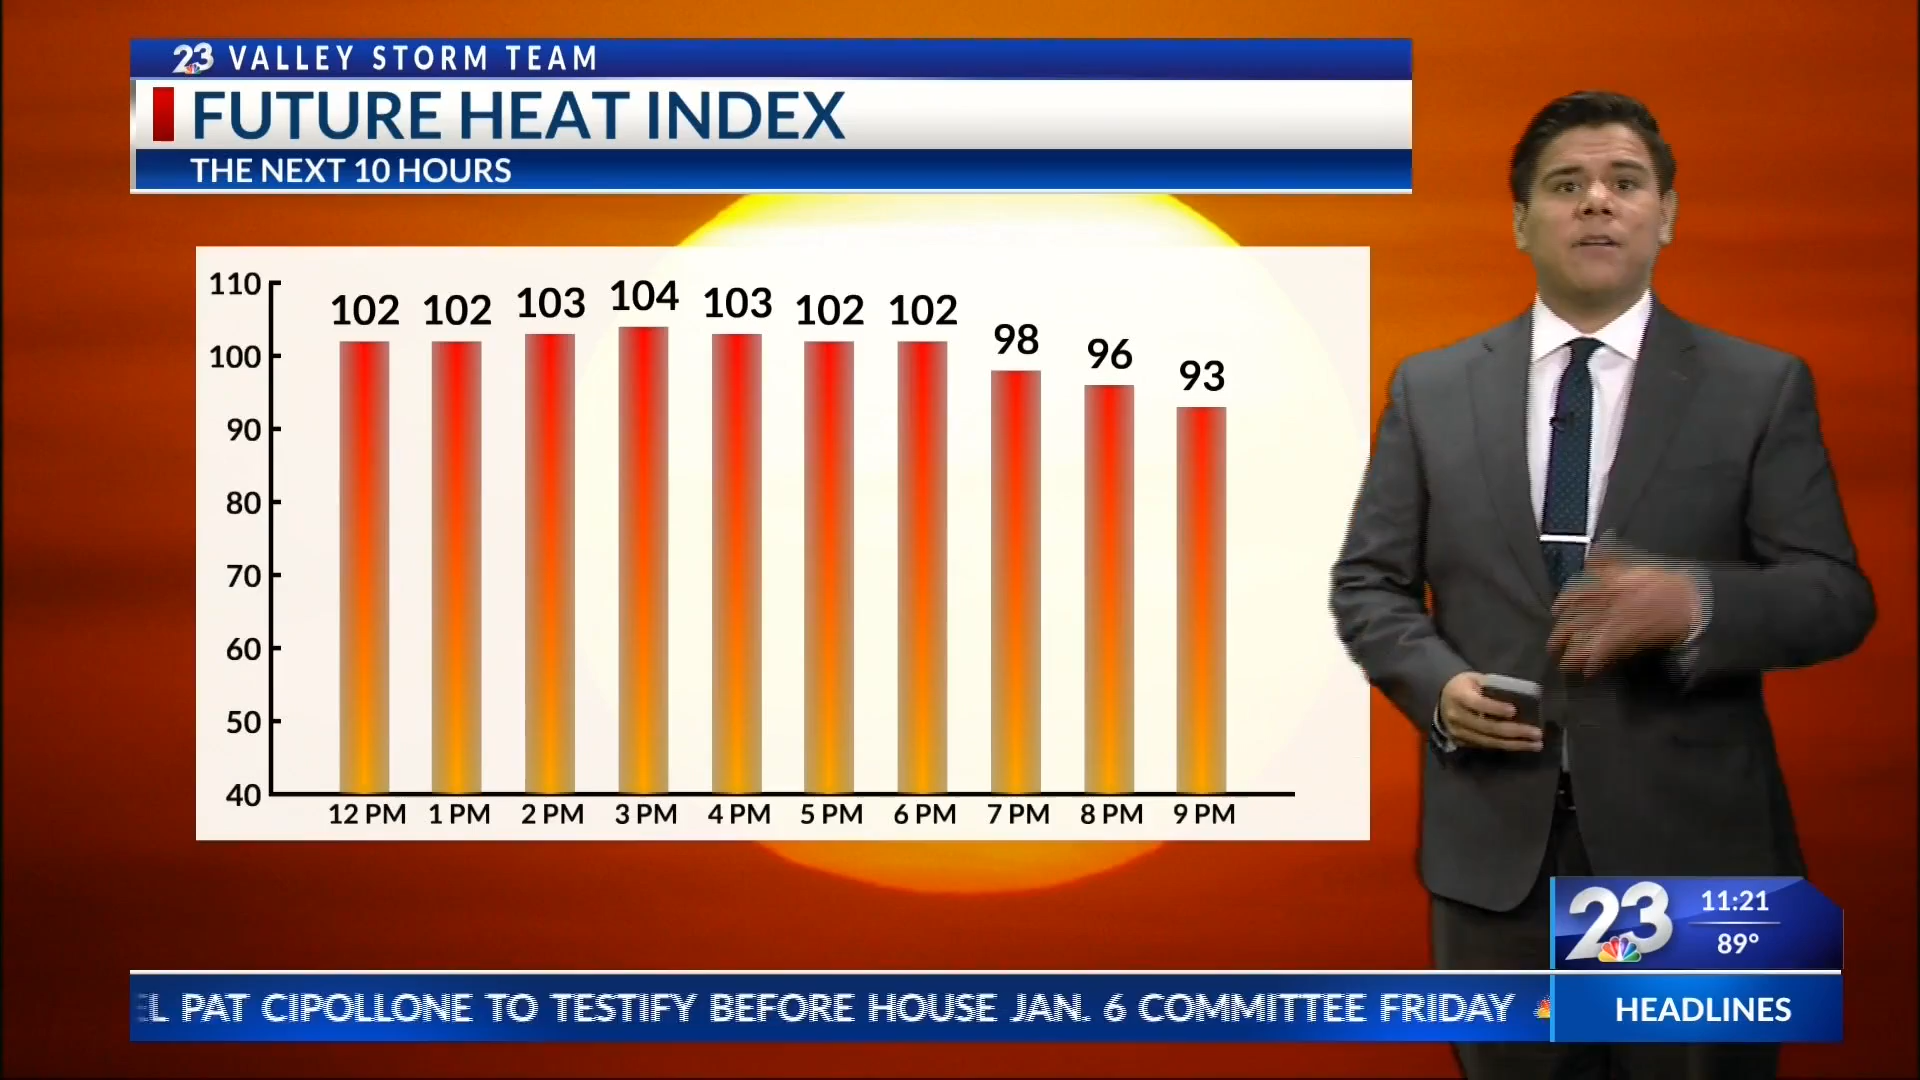 23 VALLEY STORM TEAM
FUTURE HEAT INDEX
THE NEXT 10 HOURS
110
100
90
80
70
60
50
40
102 102 103 104 103 102 102 98 96 93
12 PM 1 PM 2 PM 3 PM 4 PM 5 PM 6 PM 7 PM 8 PM 9 PM
23
11:21
89°
L PAT CIPOLLONE TO TESTIFY BEFORE HOUSE JAN. 6 COMMITTEE FRIDAY
HEADLINES